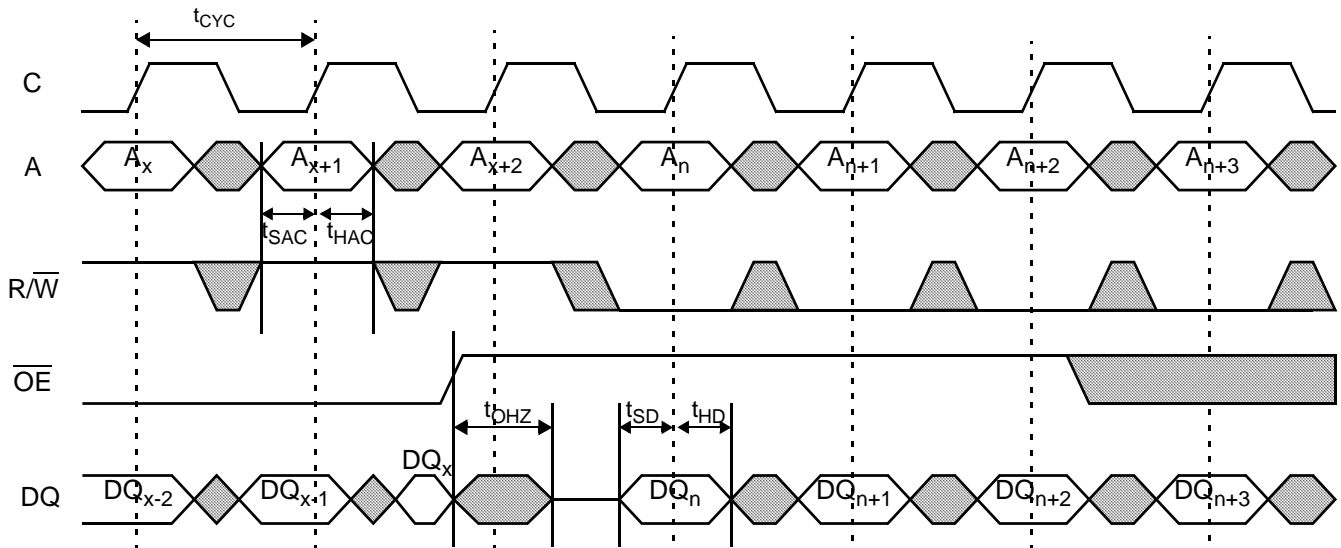 tCYC
C
A Ax Ax+1 Ax+2 An An+1 An+2 An+3
tSAC tHAC
R/W̅
O̅E̅
tOHZ tSD tHD
DQx
DQ DQx-2 DQx-1 DQn DQn+1 DQn+2 DQn+3